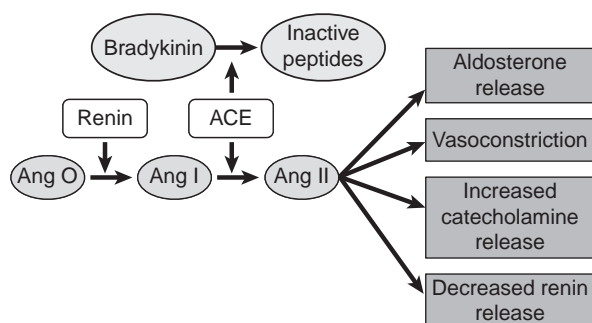 Bradykinin
Inactive
peptides
Aldosterone
release
Renin
ACE
Vasoconstriction
Ang O
Ang I
Ang II
Increased
catecholamine
release
Decreased renin
release